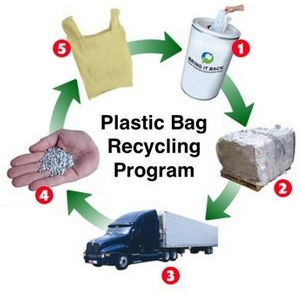 Plastic Bag
Recycling
Program
1
BRING IT BACK
2
3
4
5